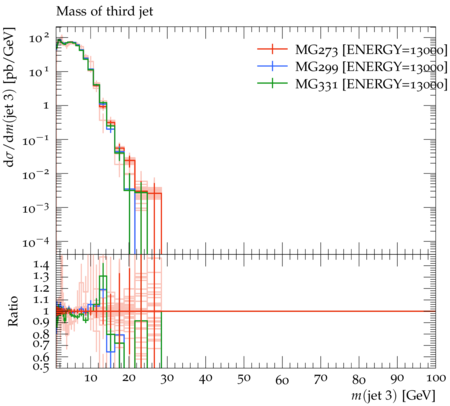 Mass of third jet
dσ/dm(jet 3) [pb/GeV]
MG273 [ENERGY=13000]
MG299 [ENERGY=13000]
MG331 [ENERGY=13000]
10^2
10^1
1
10^−1
10^−2
10^−3
10^−4
Ratio
1.4
1.3
1.2
1.1
1
0.9
0.8
0.7
0.6
0.5
10 20 30 40 50 60 70 80 90 100
m(jet 3) [GeV]